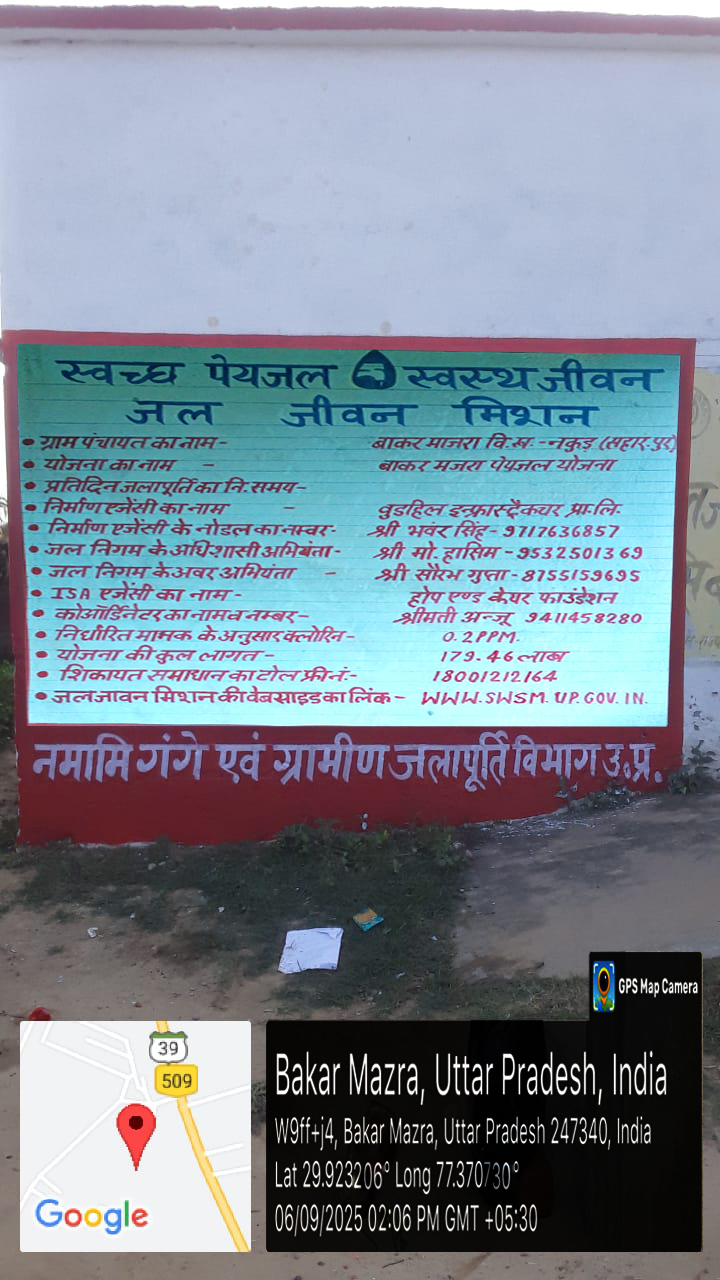 स्वच्छ पेयजल स्वस्थ जीवन
जल जीवन मिशन
• ग्राम पंचायत का नाम- बाकर माजरा वि.ख.-नकुड़ (सहार.पुर)
• योजना का नाम - बाकर मजरा पेयजल योजना
• प्रतिदिन जलापूर्ति का नि.समय-
• निर्माण एजेंसी का नाम - वुडहिल इन्फ्रास्ट्रैक्चर प्रा.लि.
• निर्माण एजेंसी के नोडल का नम्बर- श्री भवंर सिंह-9717636857
• जल निगम के अधिशासी अभिबंता- श्री मो. हासिम-9532501369
• जल निगम के अवर अभियंता - श्री सौरभ गुप्ता-8755159695
• ISA एजेंसी का नाम- होप एण्ड केयर फाउंडेशन
• कोऑर्डिनेटर का नाम व नम्बर- श्रीमती अन्जू 9411458280
• निर्धारित मानक के अनुसार क्लोरिन- 0.2 PPM.
• योजना की कुल लागत- 179.46 लाख
• शिकायत समाधान का टोल फ्री नं:- 18001212164
• जल जावन मिशन की वेबसाइड का लिंक- WWW.SWSM.UP.GOV.IN.
नमामि गंगे एवं ग्रामीण जलापूर्ति विभाग उ.प्र.
GPS Map Camera
39
509
Google
Bakar Mazra, Uttar Pradesh, India
W9ff+j4, Bakar Mazra, Uttar Pradesh 247340, India
Lat 29.923206° Long 77.370730°
06/09/2025 02:06 PM GMT +05:30